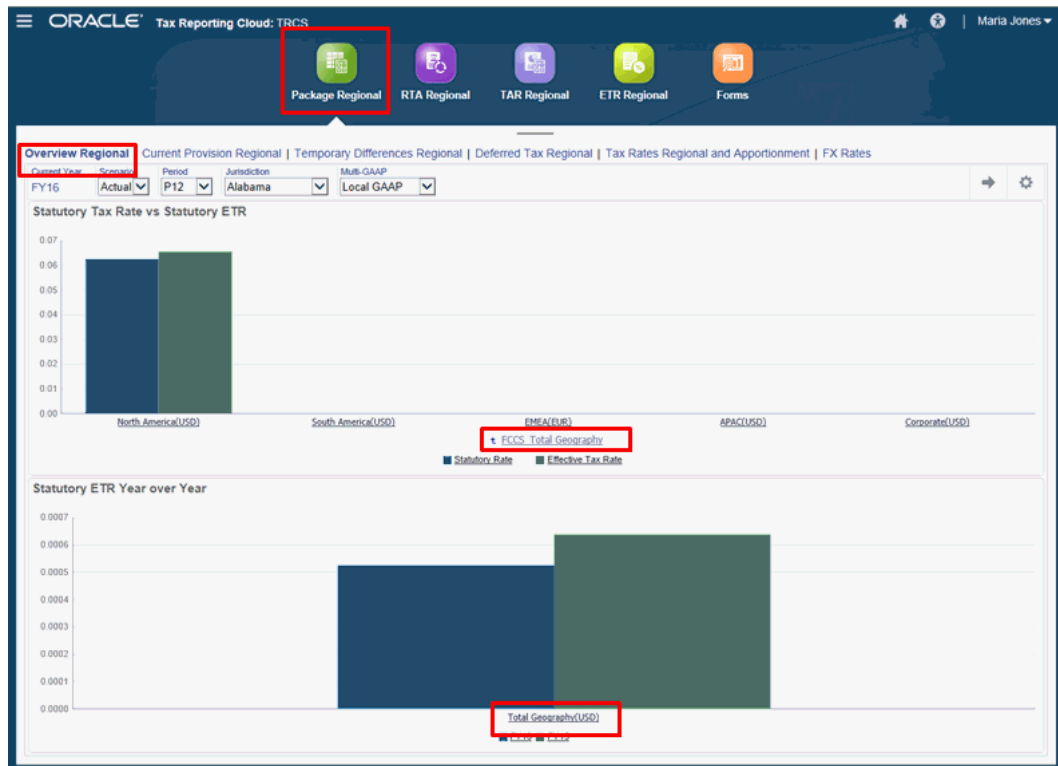 ORACLE® Tax Reporting Cloud: TRCS
Maria Jones
Package Regional RTA Regional TAR Regional ETR Regional Forms
Overview Regional Current Provision Regional | Temporary Differences Regional | Deferred Tax Regional | Tax Rates Regional and Apportionment | FX Rates
Current Year Scenario Period Jurisdiction Multi-GAAP
FY16 Actual P12 Alabama Local GAAP
Statutory Tax Rate vs Statutory ETR
0.07
0.06
0.05
0.04
0.03
0.02
0.01
0.00
North America(USD) South America(USD) EMEA(EUR) APAC(USD) Corporate(USD)
FCCS_Total Geography
Statutory Rate Effective Tax Rate
Statutory ETR Year over Year
0.0007
0.0006
0.0005
0.0004
0.0003
0.0002
0.0001
0.0000
Total Geography(USD)